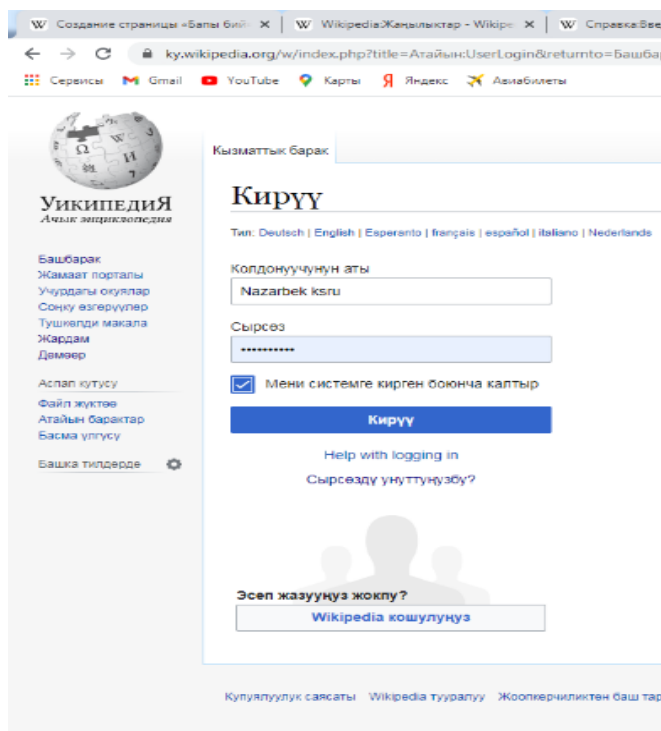 Создание страницы «Бапы бий
Wikipedia:Жаңылыктар - Wikipe
Справка:Вве
ky.wikipedia.org/w/index.php?title=Атайын:UserLogin&returnto=Башбар
Сервисы
Gmail
YouTube
Карты
Яндекс
Авиабилеты
УикипедиЯ
Ачык энциклопедия
Кызматтык барак
Кирүү
Тил: Deutsch | English | Esperanto | français | español | italiano | Nederlands
Башбарак
Жамаат порталы
Учурдагы окуялар
Соңку өзгөрүүлөр
Тушкелди макала
Жардам
Демөөр
Аспап кутусу
Файл жүктөө
Атайын барактар
Басма үлгүсү
Башка тилдерде
Колдонуучунун аты
Nazarbek ksru
Сырсөз
Мени системге кирген боюнча калтыр
Кирүү
Help with logging in
Сырсөздү унуттуңузбу?
Эсеп жазууңуз жокпу?
Wikipedia кошулуңуз
Купуялуулук саясаты
Wikipedia тууралуу
Жоопкерчиликтен баш тар